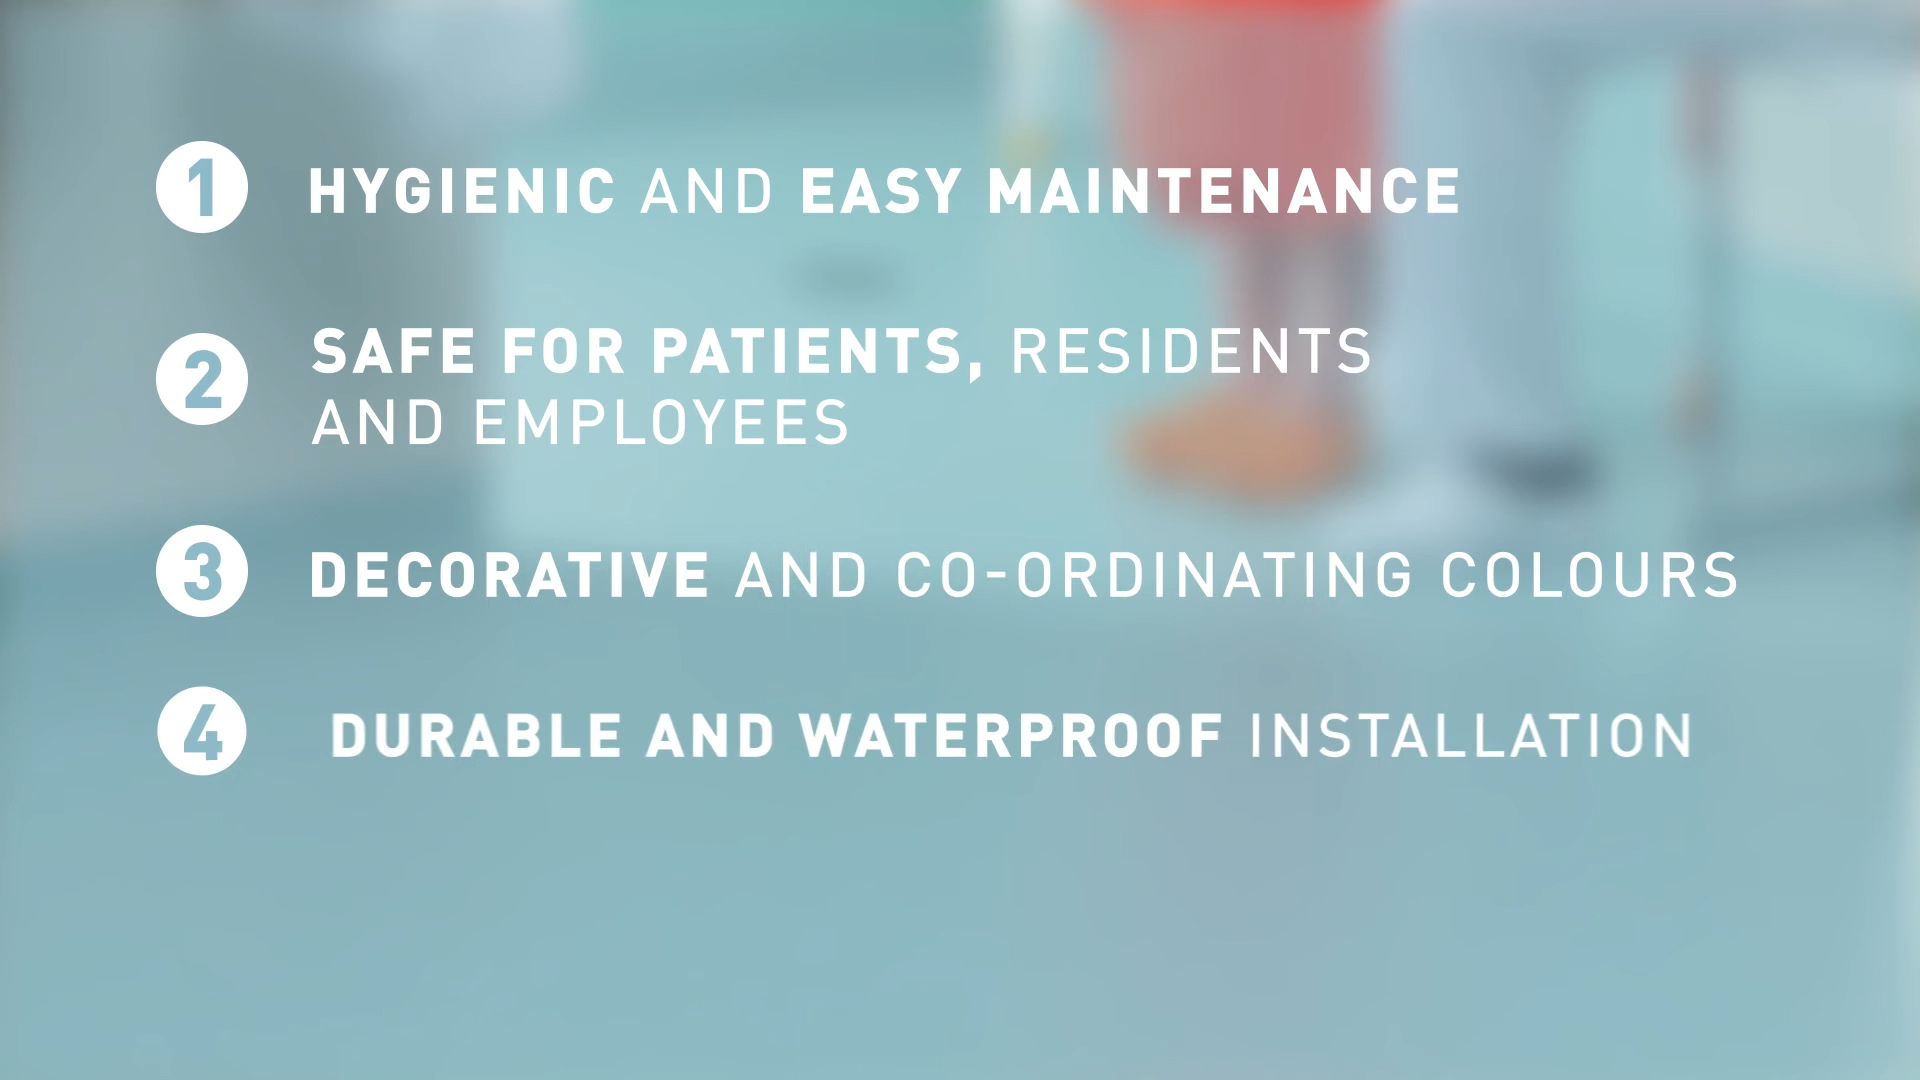 1 HYGIENIC AND EASY MAINTENANCE
2 SAFE FOR PATIENTS, RESIDENTS
AND EMPLOYEES
3 DECORATIVE AND CO-ORDINATING COLOURS
4 DURABLE AND WATERPROOF INSTALLATION